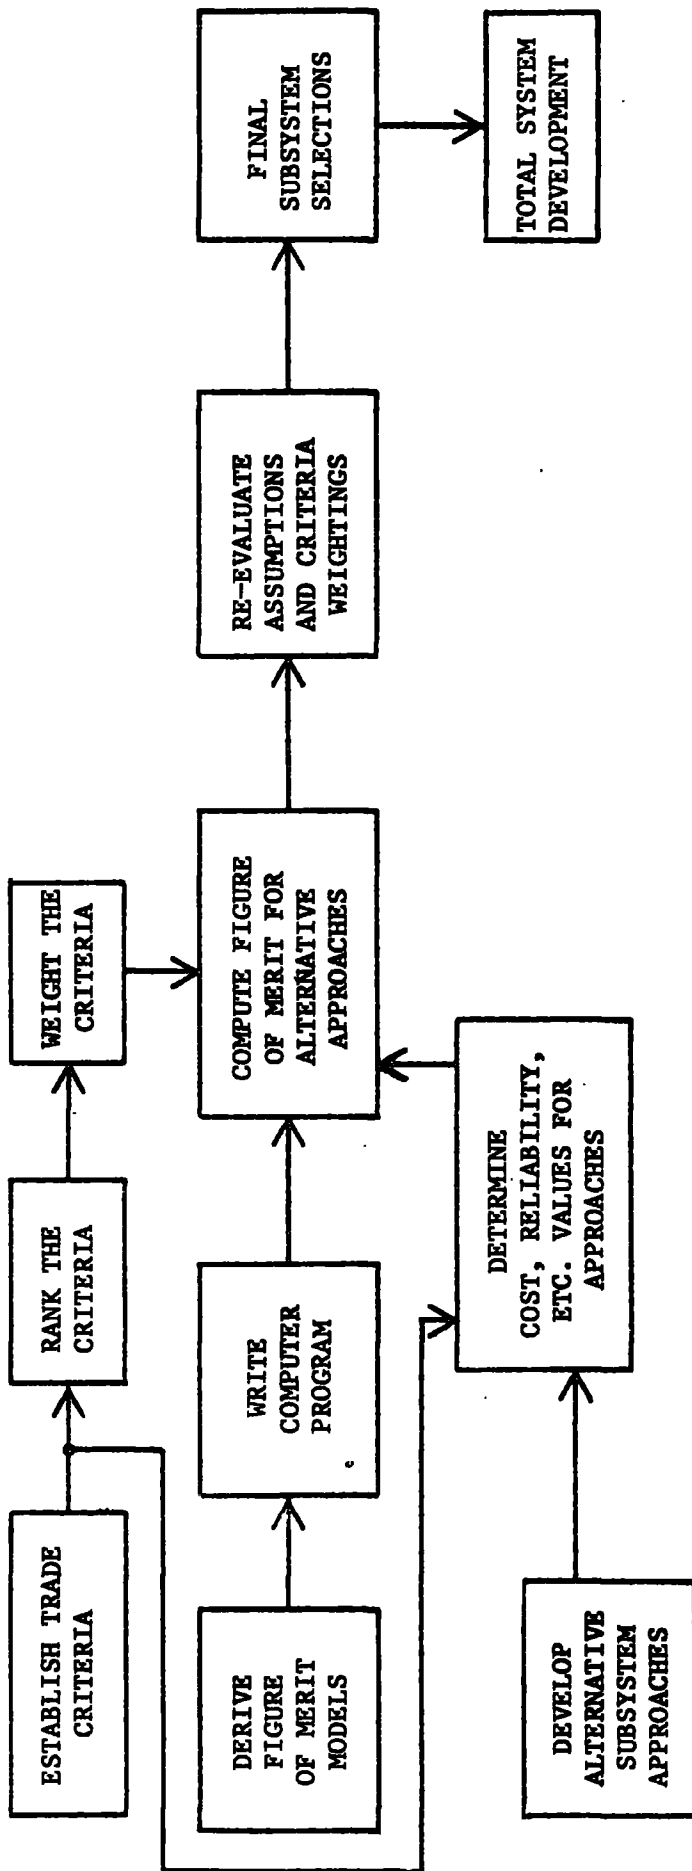 ESTABLISH TRADE
CRITERIA
RANK THE
CRITERIA
WEIGHT THE
CRITERIA
DERIVE
FIGURE
OF MERIT
MODELS
WRITE
COMPUTER
PROGRAM
COMPUTE FIGURE
OF MERIT FOR
ALTERNATIVE
APPROACHES
RE-EVALUATE
ASSUMPTIONS
AND CRITERIA
WEIGHTINGS
FINAL
SUBSYSTEM
SELECTIONS
DEVELOP
ALTERNATIVE
SUBSYSTEM
APPROACHES
DETERMINE
COST, RELIABILITY,
ETC. VALUES FOR
APPROACHES
TOTAL SYSTEM
DEVELOPMENT